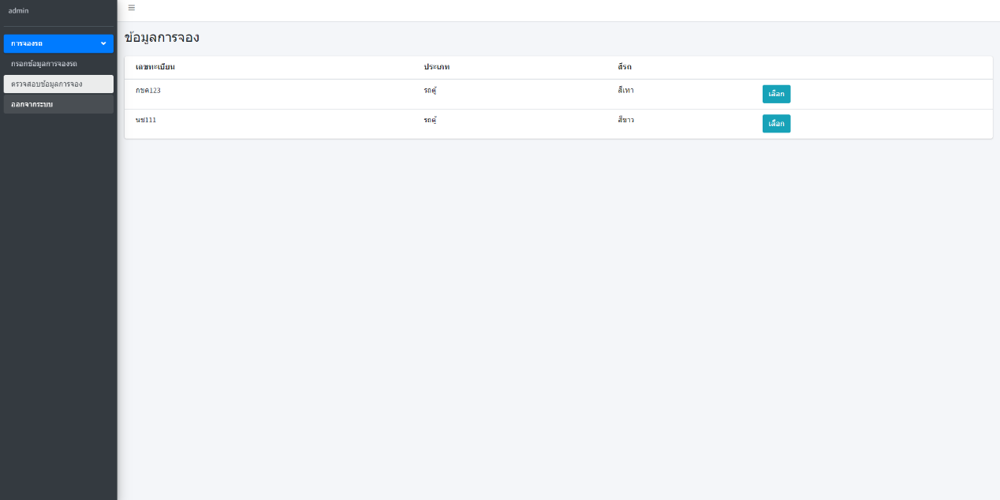 admin
การจองรถ
กรอกข้อมูลการจองรถ
ตรวจสอบข้อมูลการจอง
ออกจากระบบ
ข้อมูลการจอง
เลขทะเบียน ประเภท สีรถ
กขค123 รถตู้ สีเทา เลือก
นช111 รถตู้ สีขาว เลือก